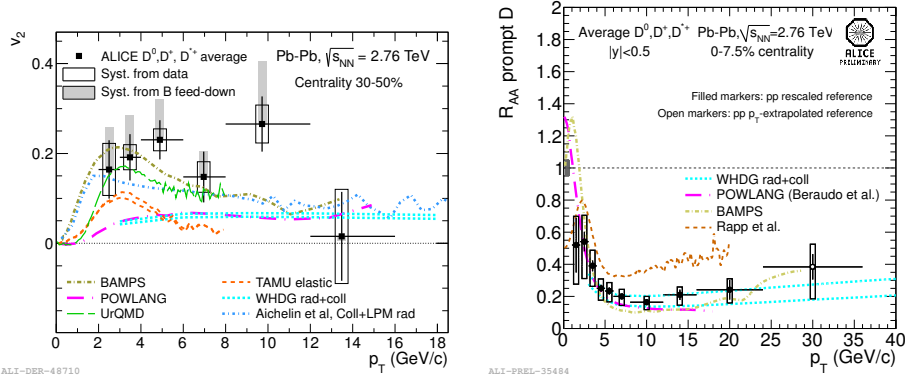 v₂
0.4
0.2
0
ALICE D⁰,D⁺, D*⁺ average
Syst. from data
Syst. from B feed-down
Pb-Pb, √sNN = 2.76 TeV
Centrality 30-50%
BAMPS
POWLANG
UrQMD
TAMU elastic
WHDG rad+coll
Aichelin et al, Coll+LPM rad
0 2 4 6 8 10 12 14 16 18
pT (GeV/c)
ALI-DER-48710
RAA prompt D
2
1.8
1.6
1.4
1.2
1
0.8
0.6
0.4
0.2
0
Average D⁰,D⁺,D*⁺ Pb-Pb,√sNN=2.76 TeV
|y|<0.5 0-7.5% centrality
ALICE
PRELIMINARY
Filled markers: pp rescaled reference
Open markers: pp pT-extrapolated reference
WHDG rad+coll
POWLANG (Beraudo et al.)
BAMPS
Rapp et al.
0 5 10 15 20 25 30 35 40
pT (GeV/c)
ALI-PREL-35484